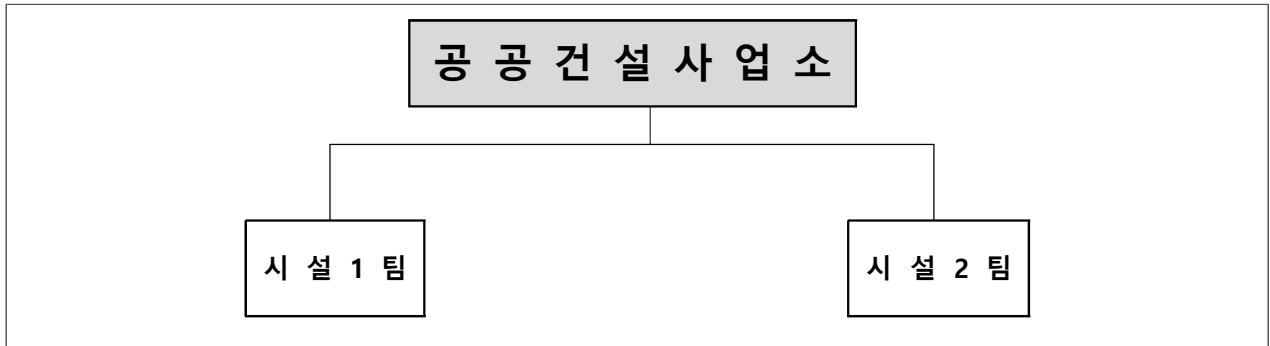 공 공 건 설 사 업 소
시 설 1 팀
시 설 2 팀